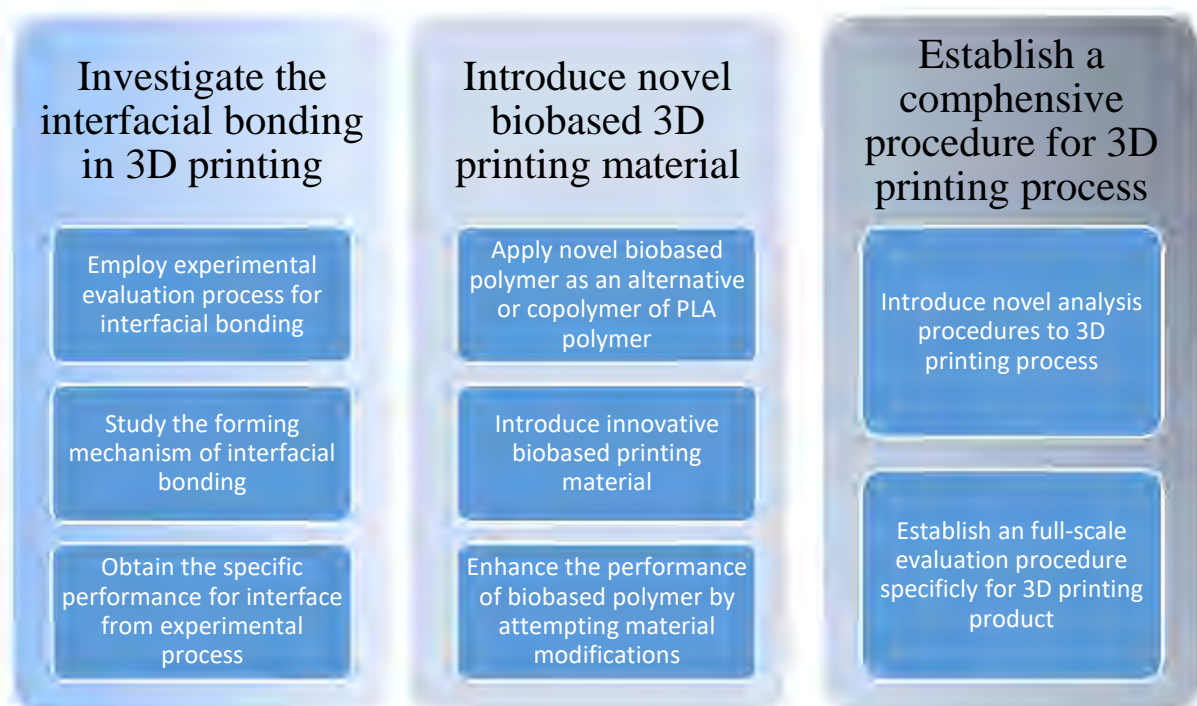 Investigate the
interfacial bonding
in 3D printing
Employ experimental
evaluation process for
interfacial bonding
Study the forming
mechanism of interfacial
bonding
Obtain the specific
performance for interface
from experimental
process
Introduce novel
biobased 3D
printing material
Apply novel biobased
polymer as an alternative
or copolymer of PLA
polymer
Introduce innovative
biobased printing
material
Enhance the performance
of biobased polymer by
attempting material
modifications
Establish a
comphensive
procedure for 3D
printing process
Introduce novel analysis
procedures to 3D
printing process
Establish an full-scale
evaluation procedure
specificly for 3D printing
product